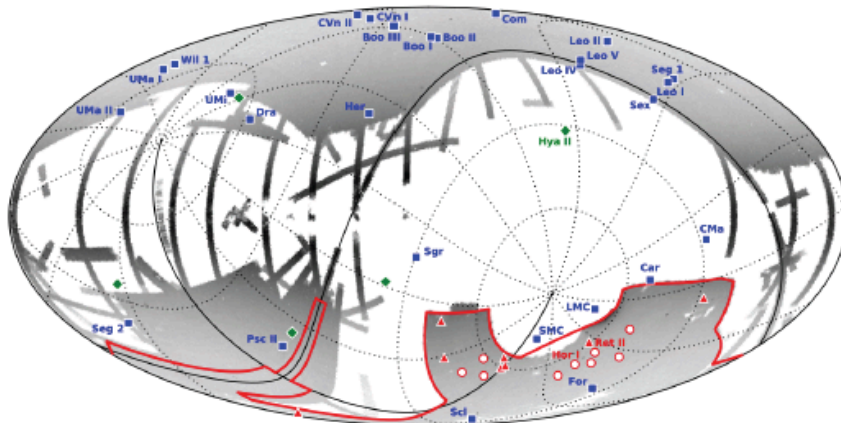 CVn II
CVn I
Com
Boo III
Boo I
Boo II
Leo II
Leo V
Leo IV
Wil 1
UMa I
Seg 1
Leo I
Sex
UMi
UMa II
Dra
Her
Hya II
CMa
Sgr
Car
LMC
Seg 2
Psc II
SMC
Ret II
Hor I
For
Scl